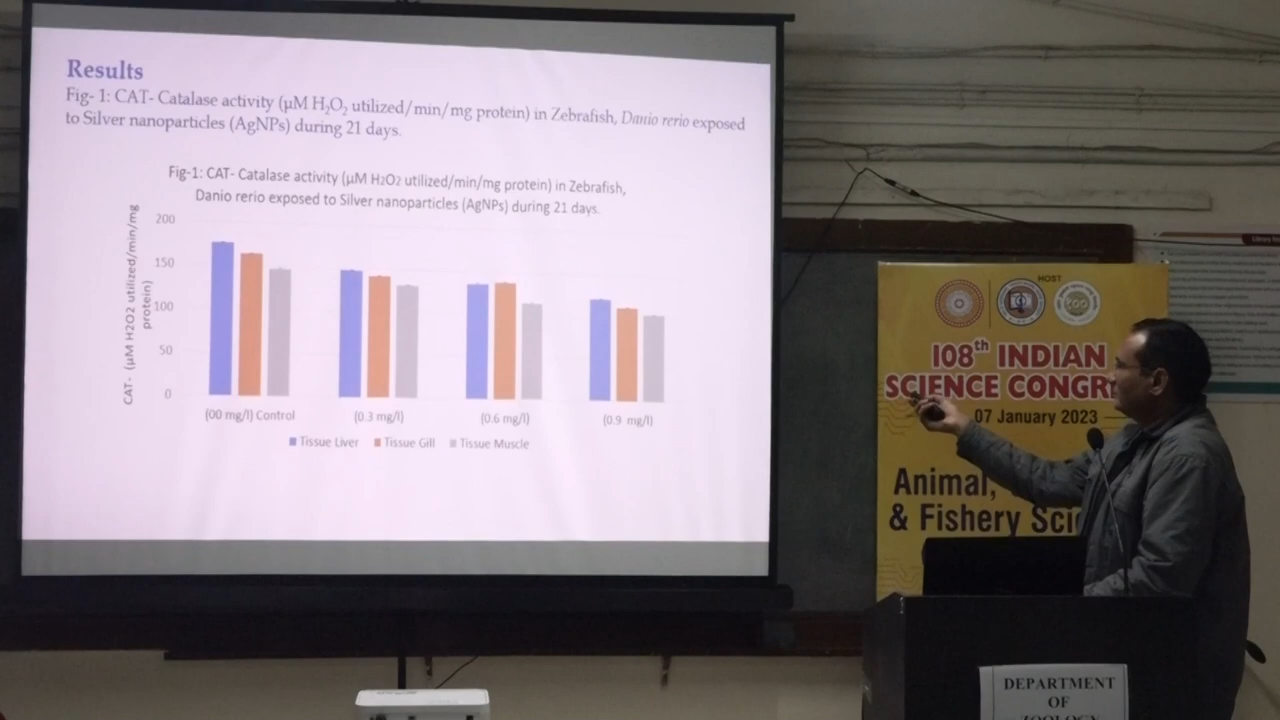 Results
Fig- 1: CAT- Catalase activity (µM H₂O₂ utilized/min/mg protein) in Zebrafish, Danio rerio exposed
to Silver nanoparticles (AgNPs) during 21 days.
Fig-1: CAT- Catalase activity (µM H2O2 utilized/min/mg protein) in Zebrafish,
Danio rerio exposed to Silver nanoparticles (AgNPs) during 21 days.
CAT- (µM H2O2 utilized/min/mg
protein)
200
150
100
50
0
(00 mg/l) Control
(0.3 mg/l)
(0.6 mg/l)
(0.9 mg/l)
Tissue Liver
Tissue Gill
Tissue Muscle
HOST
200
108th INDIAN
SCIENCE CONGR
07 January 2023
Animal,
& Fishery Sci
DEPARTMENT
OF
ZOOLOGY